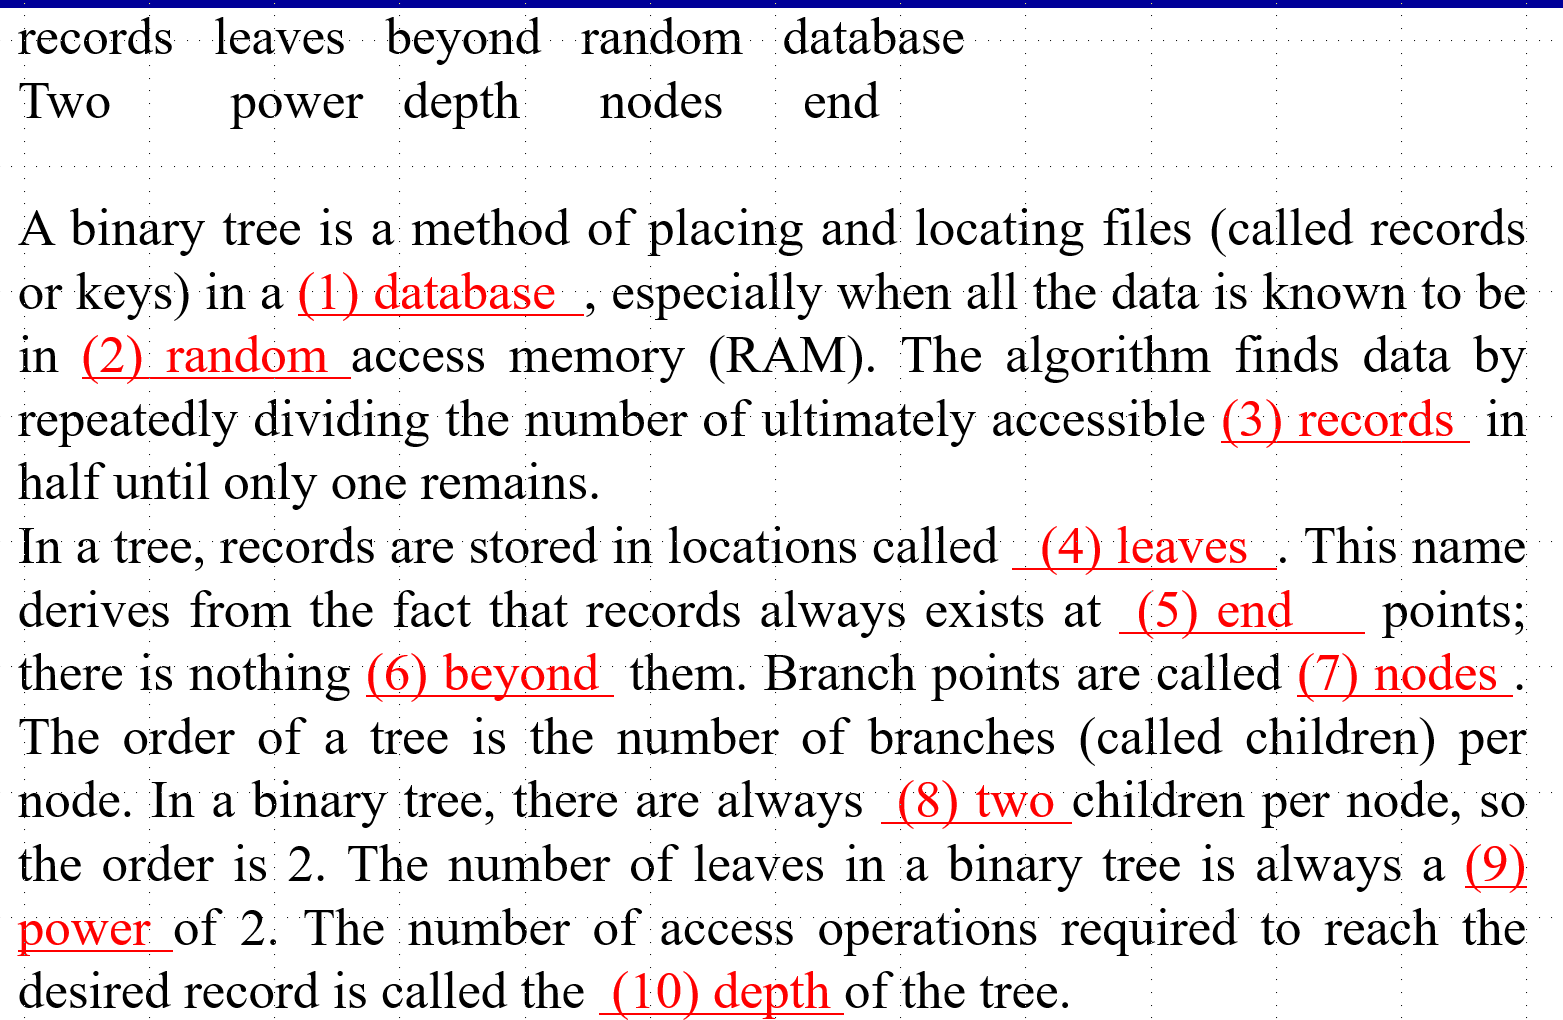 records leaves beyond random database
Two power depth nodes end
A binary tree is a method of placing and locating files (called records
or keys) in a (1) database , especially when all the data is known to be
in (2) random access memory (RAM). The algorithm finds data by
repeatedly dividing the number of ultimately accessible (3) records in
half until only one remains.
In a tree, records are stored in locations called (4) leaves . This name
derives from the fact that records always exists at (5) end points;
there is nothing (6) beyond them. Branch points are called (7) nodes .
The order of a tree is the number of branches (called children) per
node. In a binary tree, there are always (8) two children per node, so
the order is 2. The number of leaves in a binary tree is always a (9)
power of 2. The number of access operations required to reach the
desired record is called the (10) depth of the tree.